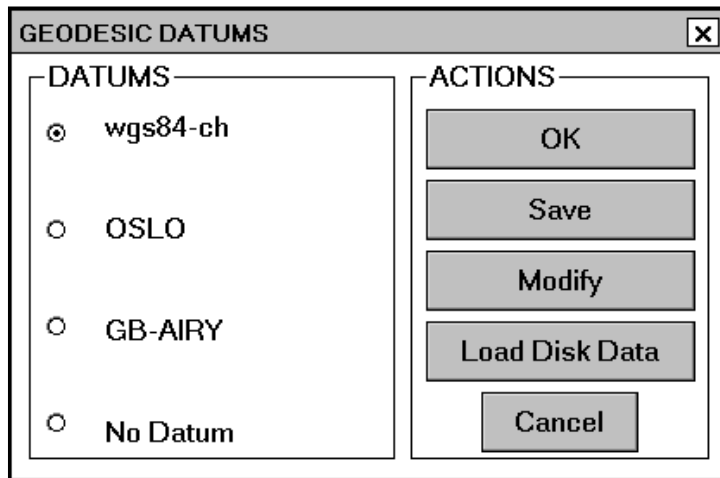 GEODESIC DATUMS
DATUMS
wgs84-ch
OSLO
GB-AIRY
No Datum
ACTIONS
OK
Save
Modify
Load Disk Data
Cancel